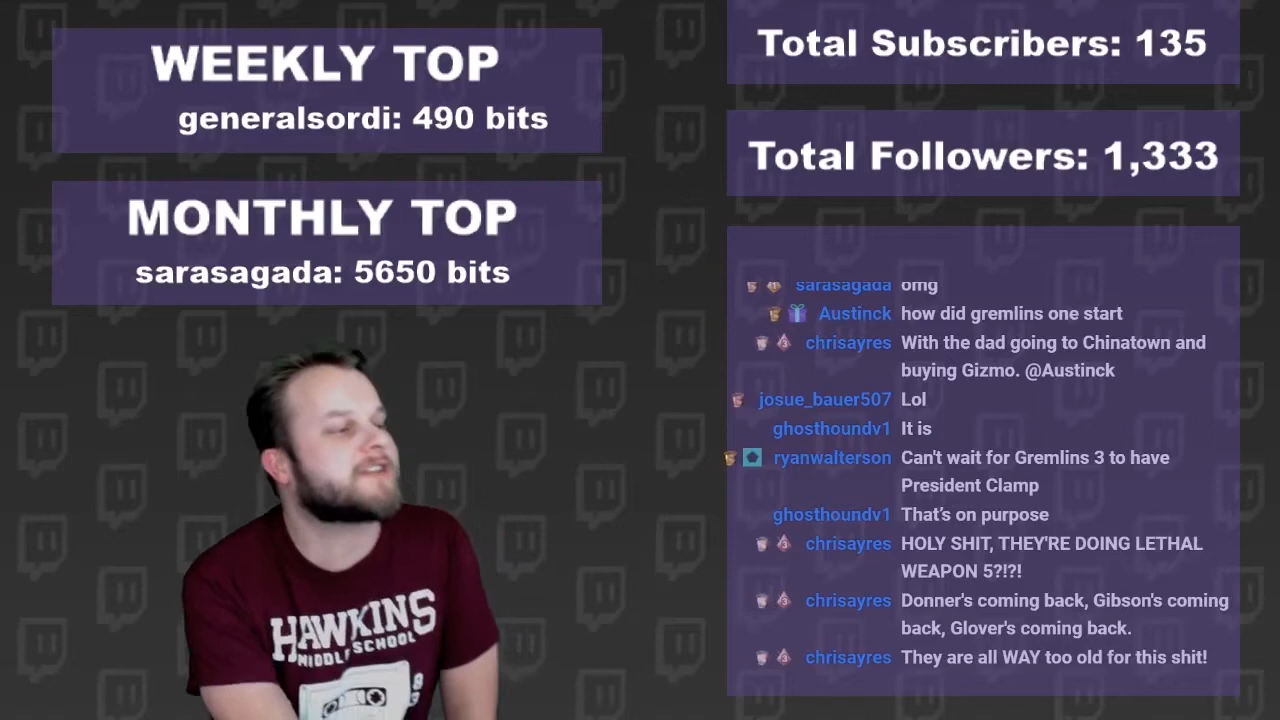 WEEKLY TOP
generalsordi: 490 bits
MONTHLY TOP
sarasagada: 5650 bits
Total Subscribers: 135
Total Followers: 1,333
sarasagada omg
Austinck how did gremlins one start
chrisayres With the dad going to Chinatown and
buying Gizmo. @Austinck
josue_bauer507 Lol
ghosthoundv1 It is
ryanwalterson Can't wait for Gremlins 3 to have
President Clamp
ghosthoundv1 That’s on purpose
chrisayres HOLY SHIT, THEY'RE DOING LETHAL
WEAPON 5?!?!
chrisayres Donner's coming back, Gibson's coming
back, Glover's coming back.
chrisayres They are all WAY too old for this shit!
HAWKINS
MIDDLE SCHOOL